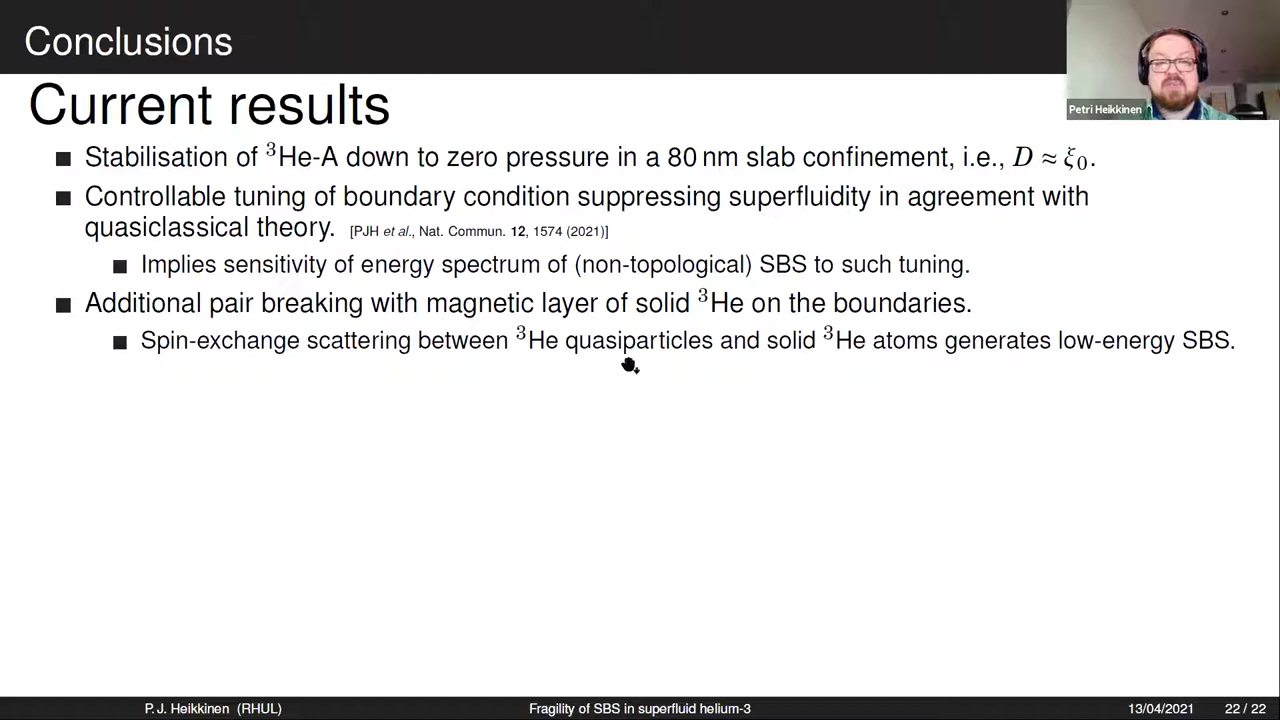 Conclusions
Petri Heikkinen
Current results
■ Stabilisation of ³He-A down to zero pressure in a 80 nm slab confinement, i.e., D ≈ ξ₀.
■ Controllable tuning of boundary condition suppressing superfluidity in agreement with
quasiclassical theory. [PJH et al., Nat. Commun. 12, 1574 (2021)]
■ Implies sensitivity of energy spectrum of (non-topological) SBS to such tuning.
■ Additional pair breaking with magnetic layer of solid ³He on the boundaries.
■ Spin-exchange scattering between ³He quasiparticles and solid ³He atoms generates low-energy SBS.
P. J. Heikkinen (RHUL) Fragility of SBS in superfluid helium-3 13/04/2021 22 / 22